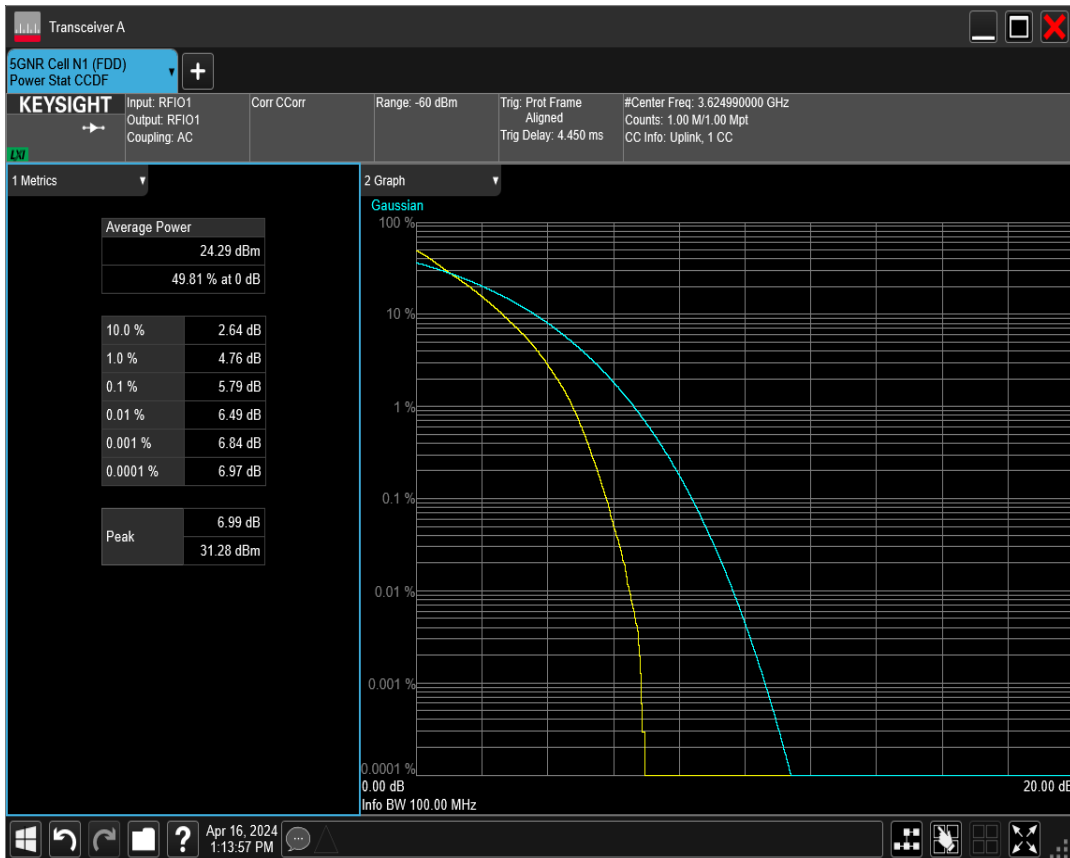 Transceiver A
5GNR Cell N1 (FDD)
Power Stat CCDF
KEYSIGHT
LXI
Input: RFIO1
Output: RFIO1
Coupling: AC
Corr CCorr
Range: -60 dBm
Trig: Prot Frame
Aligned
Trig Delay: 4.450 ms
#Center Freq: 3.624990000 GHz
Counts: 1.00 M/1.00 Mpt
CC Info: Uplink, 1 CC
1 Metrics
Average Power
24.29 dBm
49.81 % at 0 dB
10.0 % 2.64 dB
1.0 % 4.76 dB
0.1 % 5.79 dB
0.01 % 6.49 dB
0.001 % 6.84 dB
0.0001 % 6.97 dB
Peak
6.99 dB
31.28 dBm
2 Graph
Gaussian
100 %
10 %
1 %
0.1 %
0.01 %
0.001 %
0.0001 %
0.00 dB
20.00 dB
Info BW 100.00 MHz
?
Apr 16, 2024
1:13:57 PM